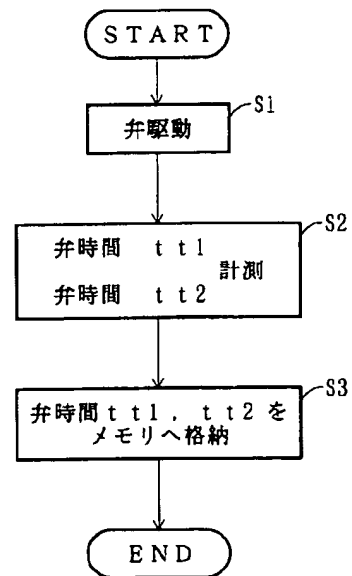 START
S1
弁駆動
S2
弁時間 tt1
計測
弁時間 tt2
S3
弁時間tt1,tt2を
メモリへ格納
END